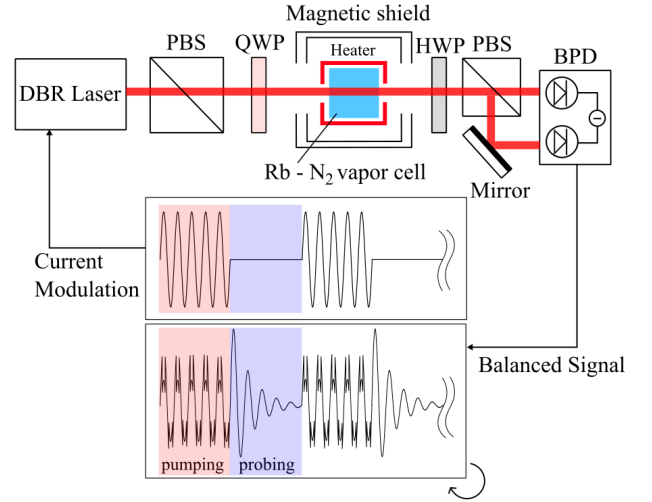 Magnetic shield
PBS
QWP
Heater
HWP
PBS
BPD
DBR Laser
Rb - N₂ vapor cell
Mirror
Current
Modulation
Balanced Signal
pumping
probing